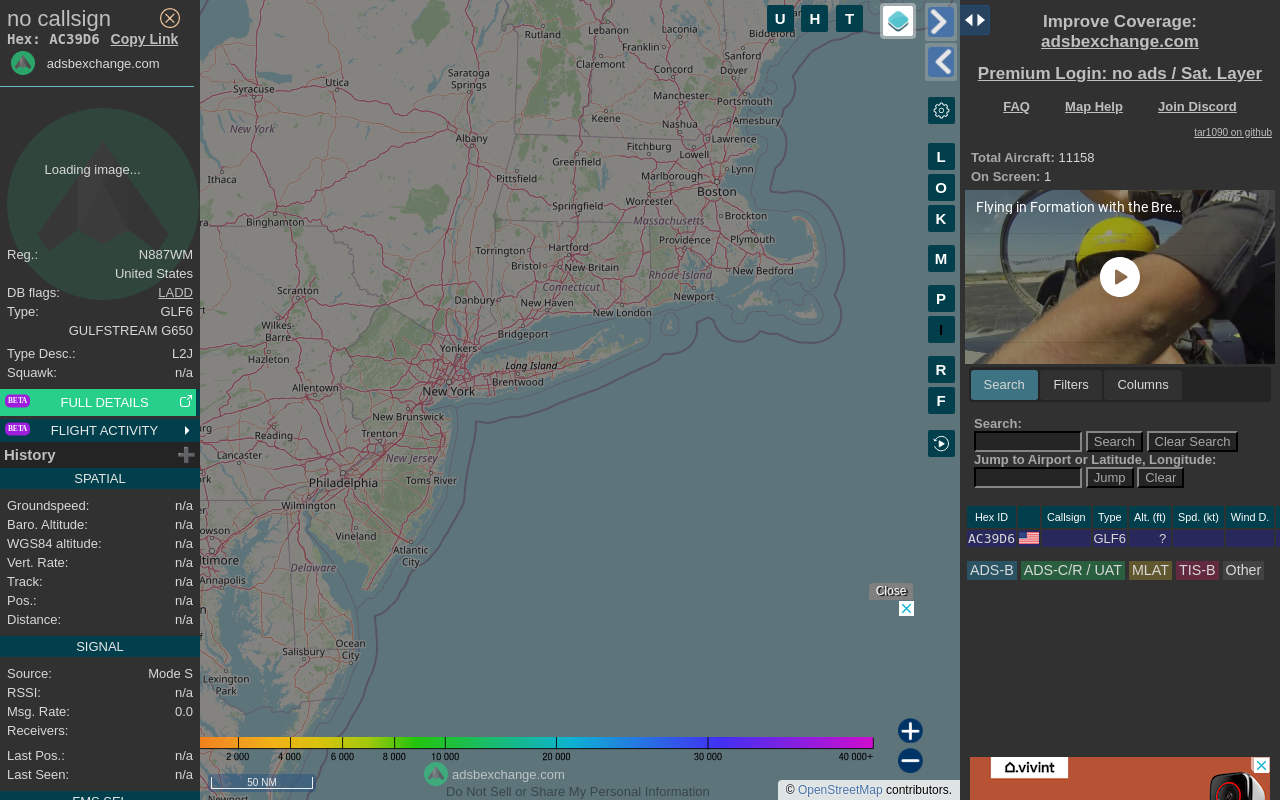 no callsign
Hex: AC39D6 Copy Link
adsbexchange.com
Loading image...
Reg.: N887WM
United States
DB flags: LADD
Type: GLF6
GULFSTREAM G650
Type Desc.: L2J
Squawk: n/a
BETA FULL DETAILS
BETA FLIGHT ACTIVITY
History
SPATIAL
Groundspeed: n/a
Baro. Altitude: n/a
WGS84 altitude: n/a
Vert. Rate: n/a
Track: n/a
Pos.: n/a
Distance: n/a
SIGNAL
Source: Mode S
RSSI: n/a
Msg. Rate: 0.0
Receivers:
Last Pos.: n/a
Last Seen: n/a
FMS SEL
U H T
L
O
K
M
P
I
R
F
Rutland
Lebanon
Laconia
Biddeford
Franklin
Sanford
Claremont
Concord
Dover
Saratoga
Springs
Utica
Syracuse
Manchester
Portsmouth
Keene
Amesbury
Nashua
New York
Albany
Lawrence
Fitchburg
Lowell
Greenfield
Lynn
Ithaca
Pittsfield
Marlborough
Boston
Worcester
Springfield
Binghamton
Massachusetts
Brockton
Torrington
Hartford
Providence
Plymouth
Bristol
New Britain
New Bedford
Rhode Island
Connecticut
Scranton
Danbury
New Haven
Newport
New London
Wilkes-
Barre
Bridgeport
Yonkers
Hazleton
Long Island
Brentwood
Allentown
New York
New Brunswick
Reading
Trenton
Lancaster
New Jersey
Philadelphia
Toms River
Wilmington
Vineland
Atlantic
City
Annapolis
Delaware
Ocean
City
Salisbury
Lexington
Park
Close
2 000 4 000 6 000 8 000 10 000 20 000 30 000 40 000+
50 NM
adsbexchange.com
Do Not Sell or Share My Personal Information
© OpenStreetMap contributors.
Improve Coverage:
adsbexchange.com
Premium Login: no ads / Sat. Layer
FAQ Map Help Join Discord
tar1090 on github
Total Aircraft: 11158
On Screen: 1
Flying in Formation with the Bre...
Search Filters Columns
Search:
Search Clear Search
Jump to Airport or Latitude, Longitude:
Jump Clear
Hex ID Callsign Type Alt. (ft) Spd. (kt) Wind D.
AC39D6 GLF6 ?
ADS-B ADS-C/R / UAT MLAT TIS-B Other
vivint